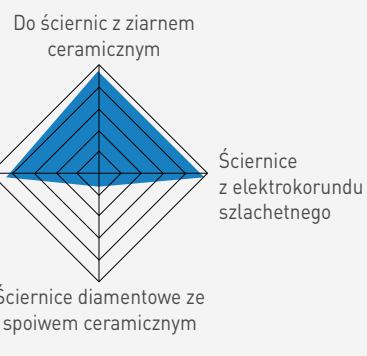 Do ściernic z ziarnem
ceramicznym
Ściernice
z elektrokorundu
szlachetnego
Ściernice diamentowe ze
spoiwem ceramicznym